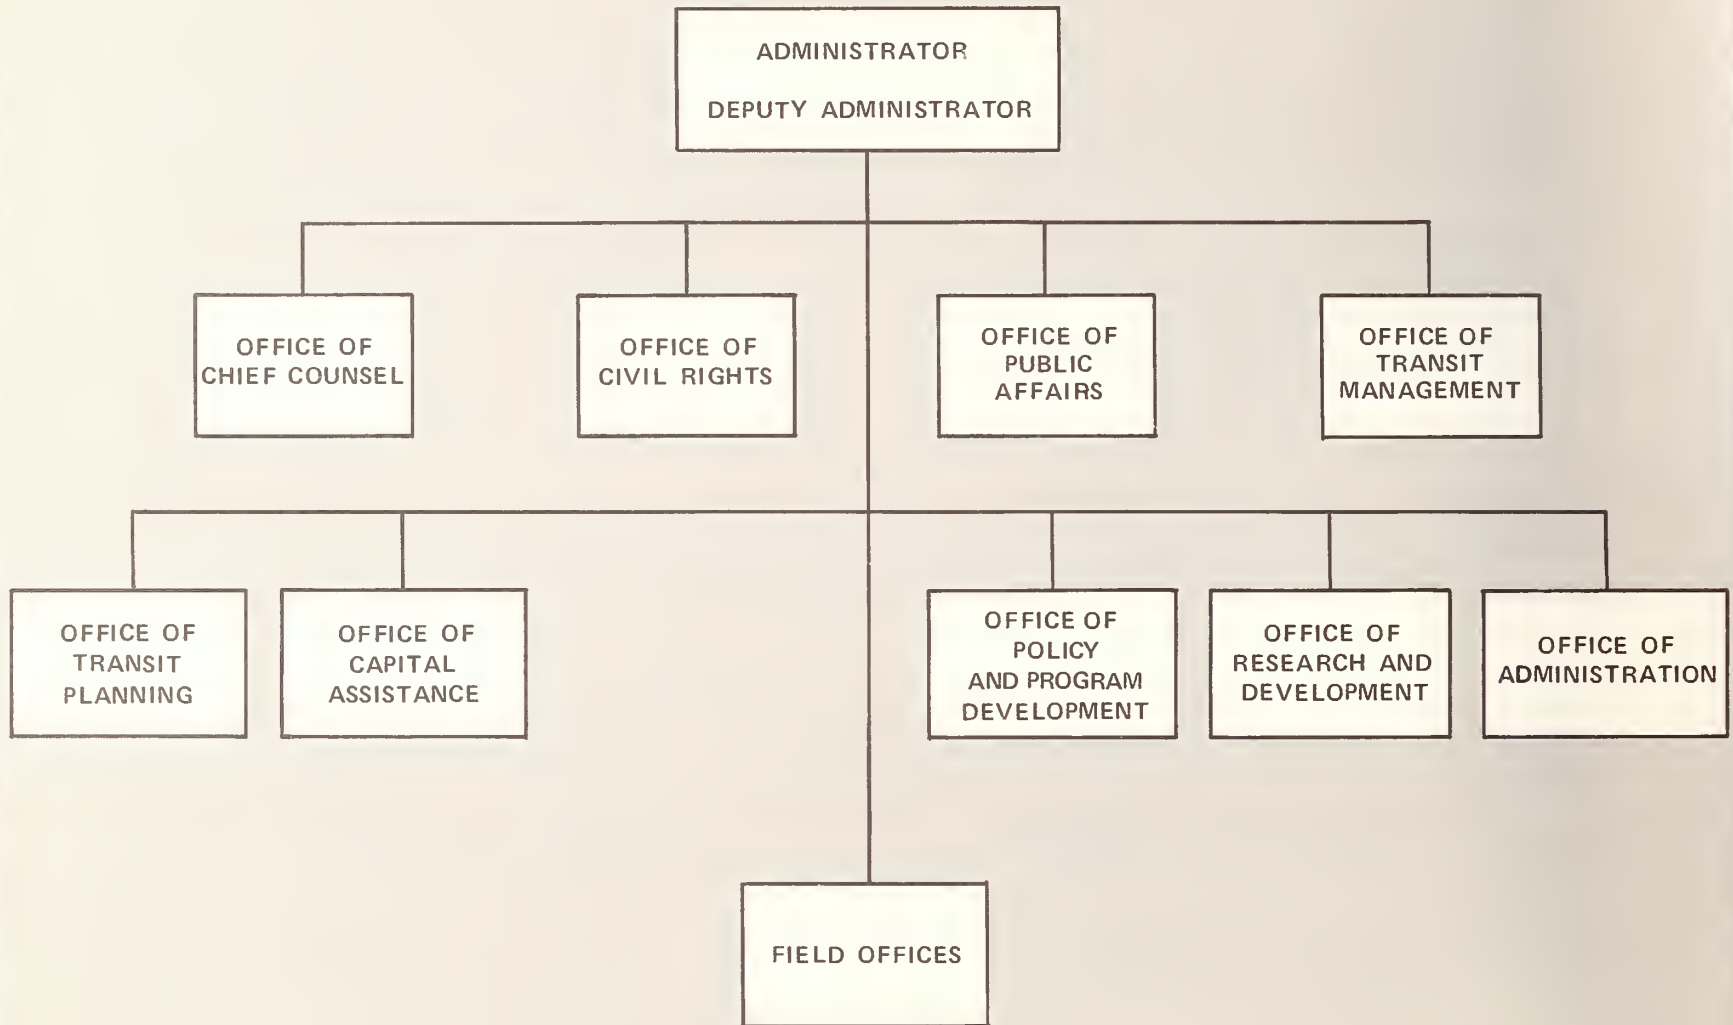 ADMINISTRATOR
DEPUTY ADMINISTRATOR
OFFICE OF
CHIEF COUNSEL
OFFICE OF
CIVIL RIGHTS
OFFICE OF
PUBLIC
AFFAIRS
OFFICE OF
TRANSIT
MANAGEMENT
OFFICE OF
TRANSIT
PLANNING
OFFICE OF
CAPITAL
ASSISTANCE
OFFICE OF
POLICY
AND PROGRAM
DEVELOPMENT
OFFICE OF
RESEARCH AND
DEVELOPMENT
OFFICE OF
ADMINISTRATION
FIELD OFFICES